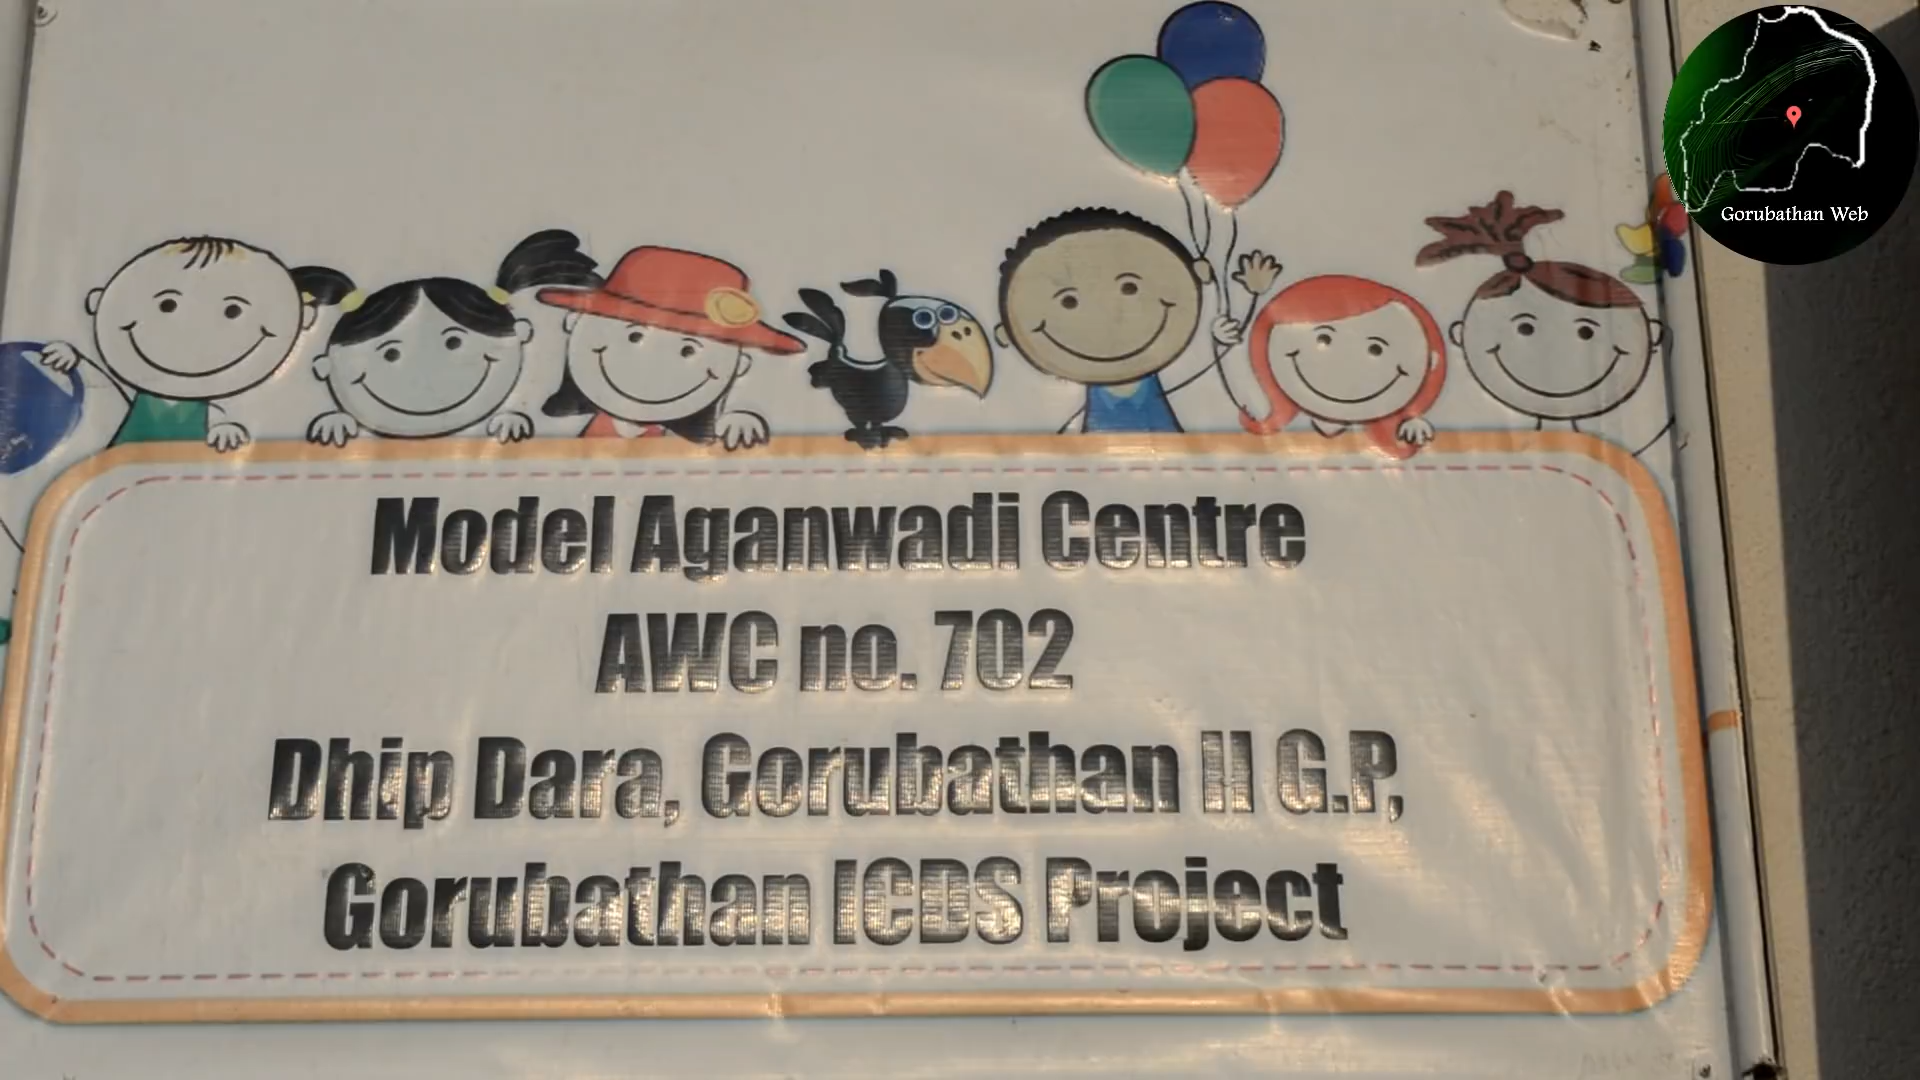 Gorubathan Web
Model Aganwadi Centre
AWC no. 702
Dhip Dara, Gorubathan II G.P,
Gorubathan ICDS Project